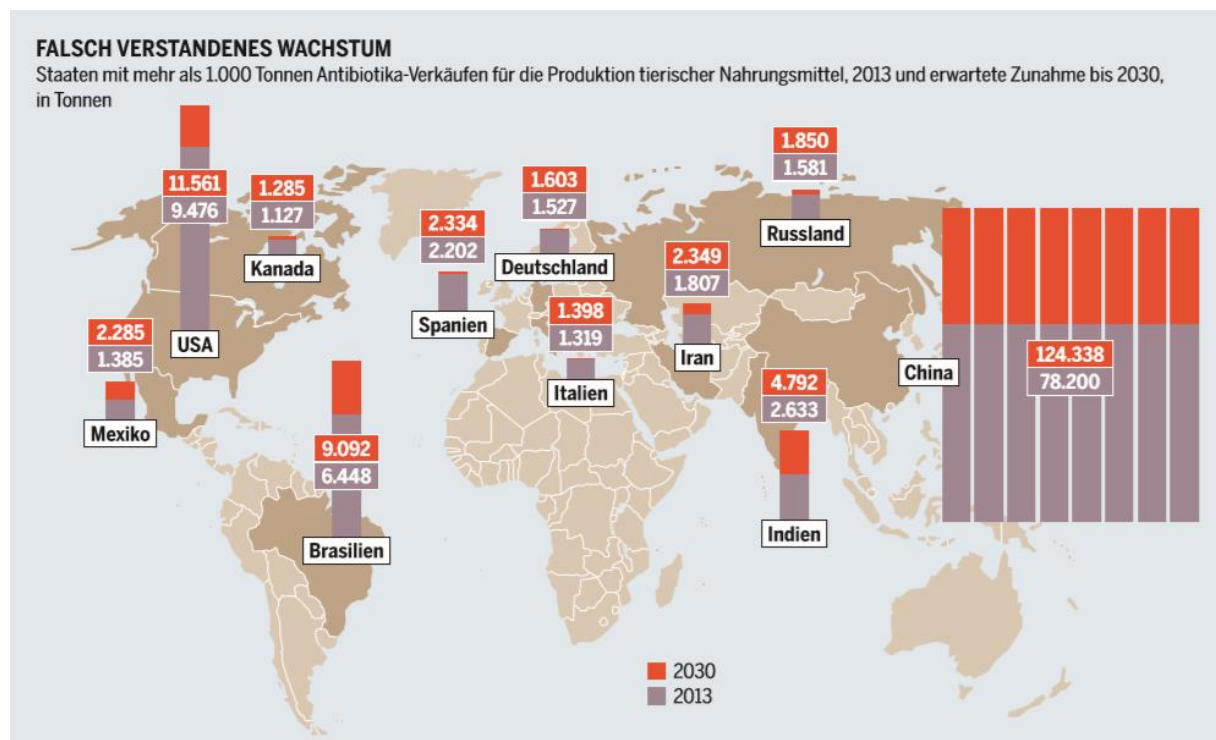 FALSCH VERSTANDENES WACHSTUM
Staaten mit mehr als 1.000 Tonnen Antibiotika-Verkäufen für die Produktion tierischer Nahrungsmittel, 2013 und erwartete Zunahme bis 2030,
in Tonnen
11.561
9.476
USA
1.285
1.127
Kanada
2.285
1.385
Mexiko
9.092
6.448
Brasilien
2.334
2.202
Spanien
1.603
1.527
Deutschland
1.398
1.319
Italien
1.850
1.581
Russland
2.349
1.807
Iran
4.792
2.633
Indien
China
124.338
78.200
2030
2013